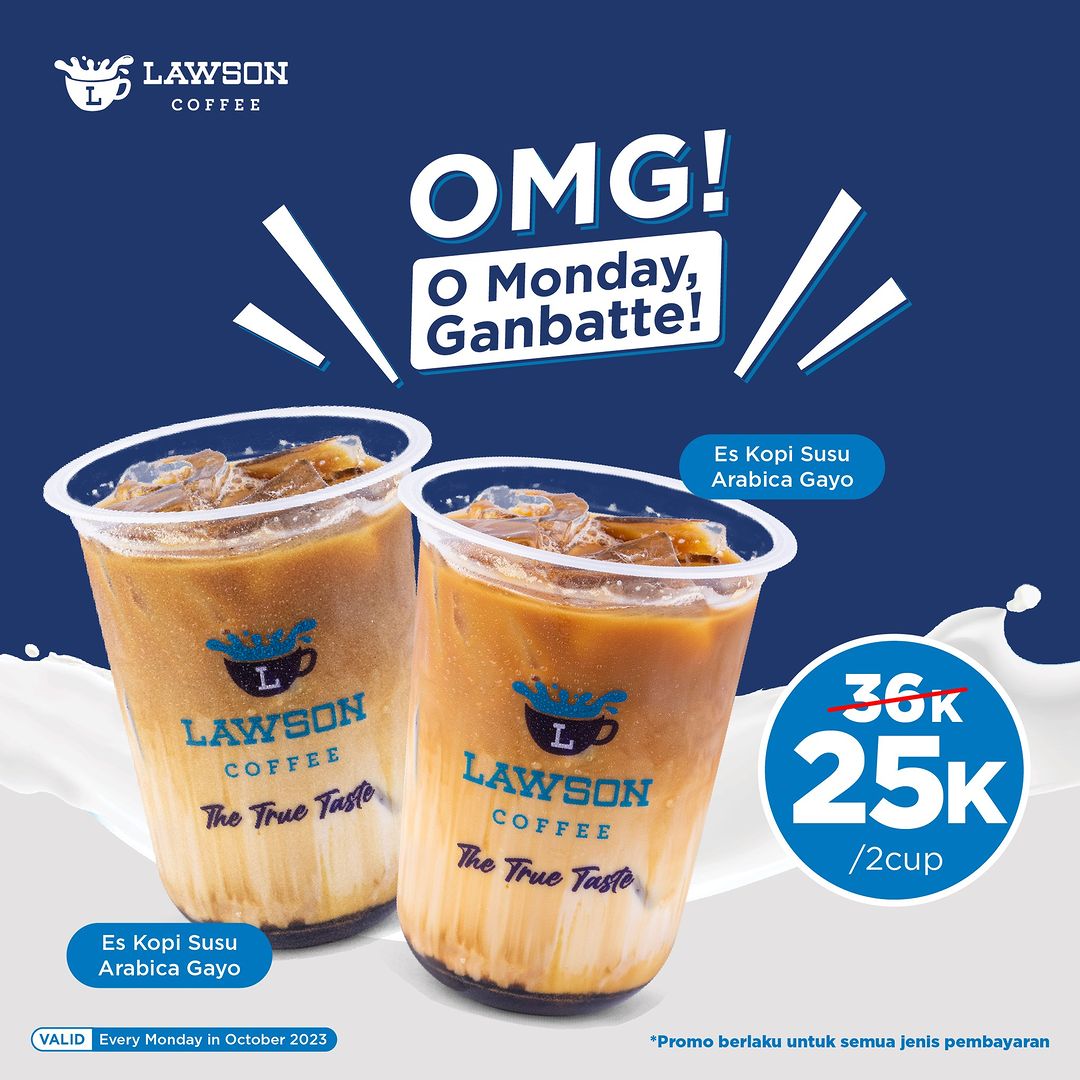 LAWSON
COFFEE
OMG!
O Monday,
Ganbatte!
Es Kopi Susu
Arabica Gayo
L
LAWSON
COFFEE
The True Taste
L
LAWSON
COFFEE
The True Taste
36K
25K
/2cup
Es Kopi Susu
Arabica Gayo
VALID Every Monday in October 2023
*Promo berlaku untuk semua jenis pembayaran